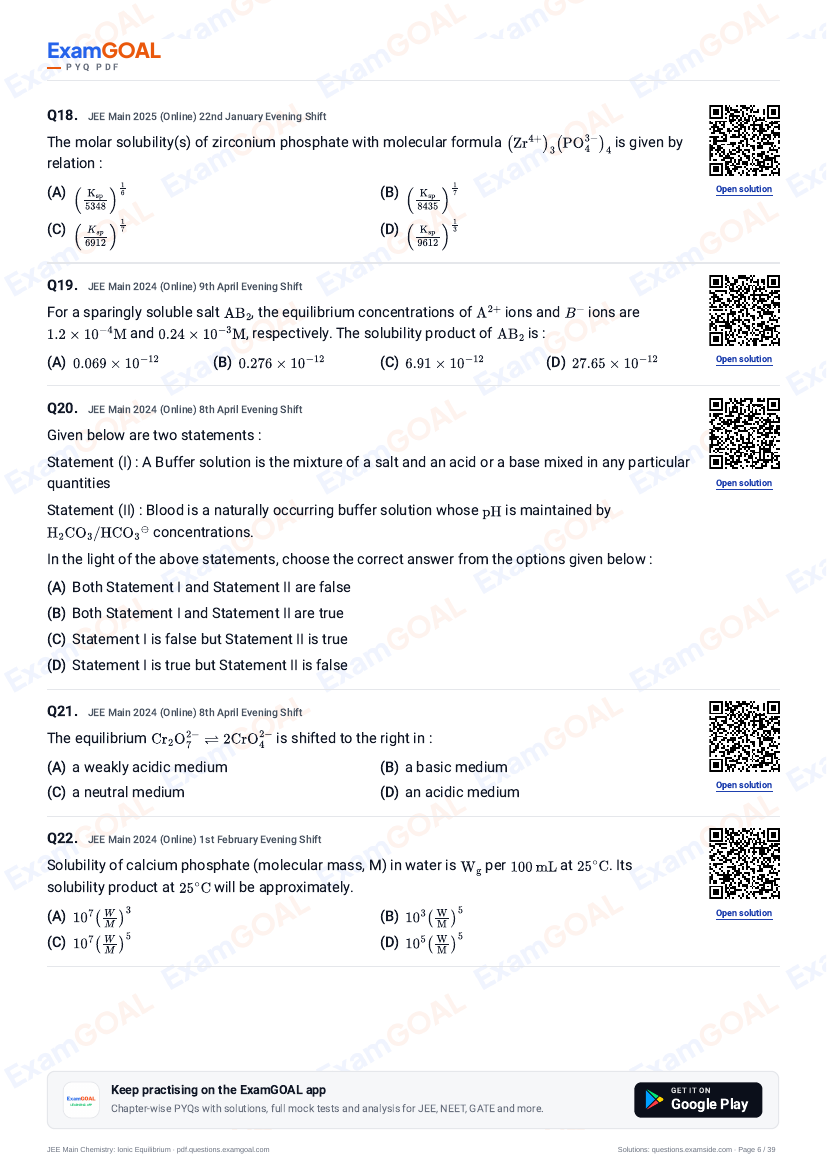 ExamGOAL
PYQ PDF
Q18. JEE Main 2025 (Online) 22nd January Evening Shift
The molar solubility(s) of zirconium phosphate with molecular formula (Zr⁴⁺)₃(PO₄³⁻)₄ is given by
relation :
(A) (K_sp/5348)^(1/6) (B) (K_sp/8435)^(1/7)
(C) (K_sp/6912)^(1/7) (D) (K_sp/9612)^(1/3)
Open solution
Q19. JEE Main 2024 (Online) 9th April Evening Shift
For a sparingly soluble salt AB₂, the equilibrium concentrations of A²⁺ ions and B⁻ ions are
1.2 × 10⁻⁴M and 0.24 × 10⁻³M, respectively. The solubility product of AB₂ is :
(A) 0.069 × 10⁻¹² (B) 0.276 × 10⁻¹² (C) 6.91 × 10⁻¹² (D) 27.65 × 10⁻¹²
Open solution
Q20. JEE Main 2024 (Online) 8th April Evening Shift
Given below are two statements :
Statement (I) : A Buffer solution is the mixture of a salt and an acid or a base mixed in any particular
quantities
Statement (II) : Blood is a naturally occurring buffer solution whose pH is maintained by
H₂CO₃/HCO₃⊖ concentrations.
In the light of the above statements, choose the correct answer from the options given below :
(A) Both Statement I and Statement II are false
(B) Both Statement I and Statement II are true
(C) Statement I is false but Statement II is true
(D) Statement I is true but Statement II is false
Open solution
Q21. JEE Main 2024 (Online) 8th April Evening Shift
The equilibrium Cr₂O₇²⁻ ⇌ 2CrO₄²⁻ is shifted to the right in :
(A) a weakly acidic medium (B) a basic medium
(C) a neutral medium (D) an acidic medium
Open solution
Q22. JEE Main 2024 (Online) 1st February Evening Shift
Solubility of calcium phosphate (molecular mass, M) in water is W_g per 100 mL at 25°C. Its
solubility product at 25°C will be approximately.
(A) 10⁷(W/M)³ (B) 10³(W/M)⁵
(C) 10⁷(W/M)⁵ (D) 10⁵(W/M)⁵
Open solution
Keep practising on the ExamGOAL app
Chapter-wise PYQs with solutions, full mock tests and analysis for JEE, NEET, GATE and more.
GET IT ON
Google Play
JEE Main Chemistry: Ionic Equilibrium · pdf.questions.examgoal.com
Solutions: questions.examside.com · Page 6 / 39